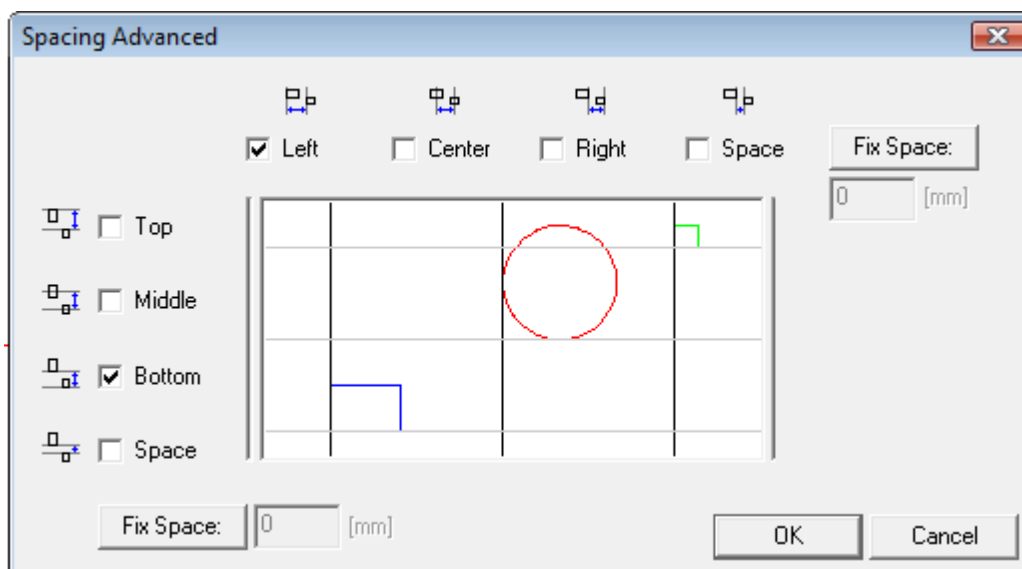 Spacing Advanced
Left Center Right Space Fix Space:
0 [mm]
Top
Middle
Bottom
Space
Fix Space: 0 [mm]
OK Cancel